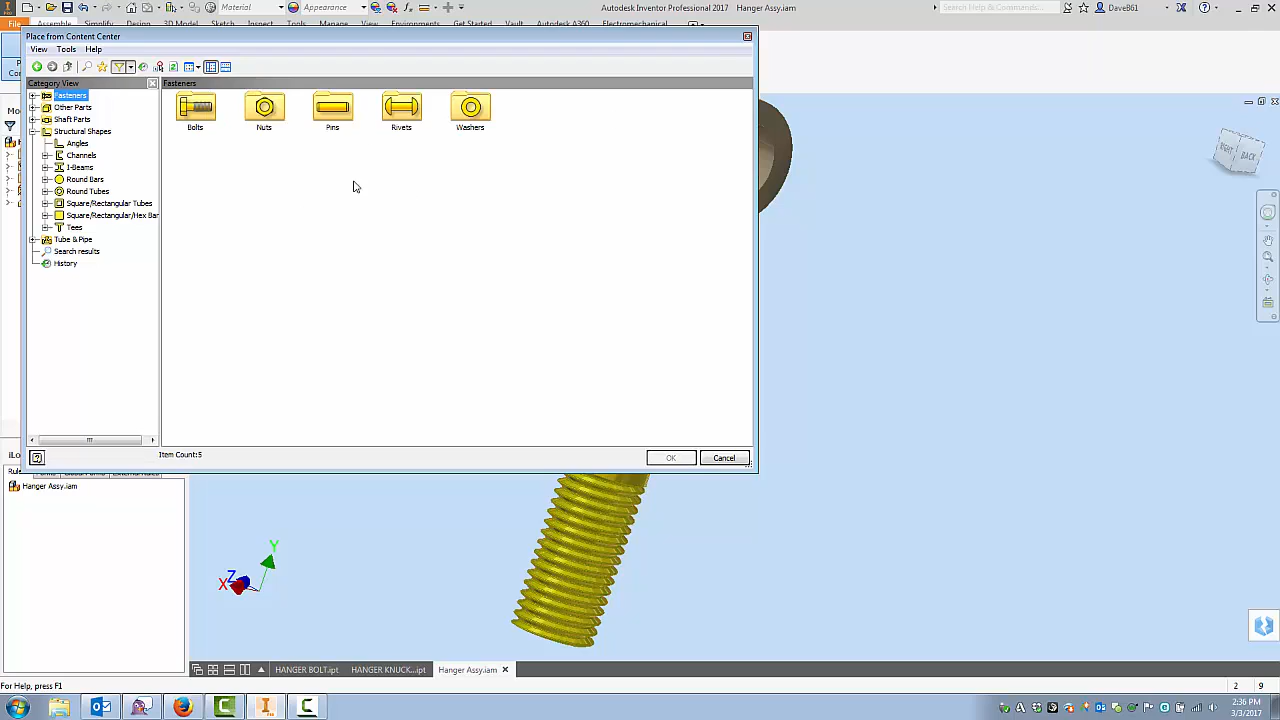 Material
Appearance
Autodesk Inventor Professional 2017 Hanger Assy.iam
Search Help & Commands...
DaveB61
File
Assemble
Simplify
Design
3D Model
Sketch
Inspect
Tools
Manage
View
Environments
Get Started
Vault
Autodesk A360
Electromechanical
Place from Content Center
View Tools Help
Category View
Fasteners
Fasteners
Other Parts
Shaft Parts
Structural Shapes
Angles
Channels
I-Beams
Round Bars
Round Tubes
Square/Rectangular Tubes
Square/Rectangular/Hex Bar
Tees
Tube & Pipe
Search results
History
Bolts
Nuts
Pins
Rivets
Washers
Item Count:5
OK
Cancel
RIGHT
BACK
Hanger Assy.iam
Y
Z
X
HANGER BOLT.ipt
HANGER KNUCK...ipt
Hanger Assy.iam
For Help, press F1
2
9
2:36 PM
3/3/2017